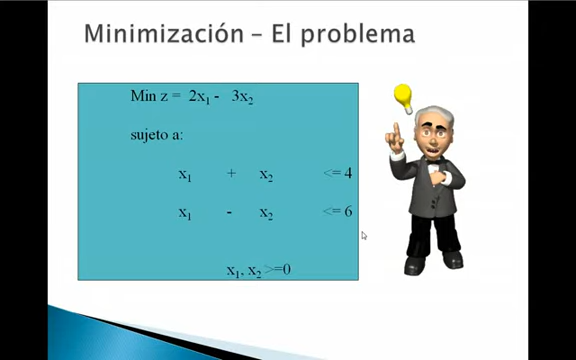 Minimización – El problema
Min z = 2x₁ - 3x₂
sujeto a:
x₁ + x₂ <= 4
x₁ - x₂ <= 6
x₁, x₂ >=0